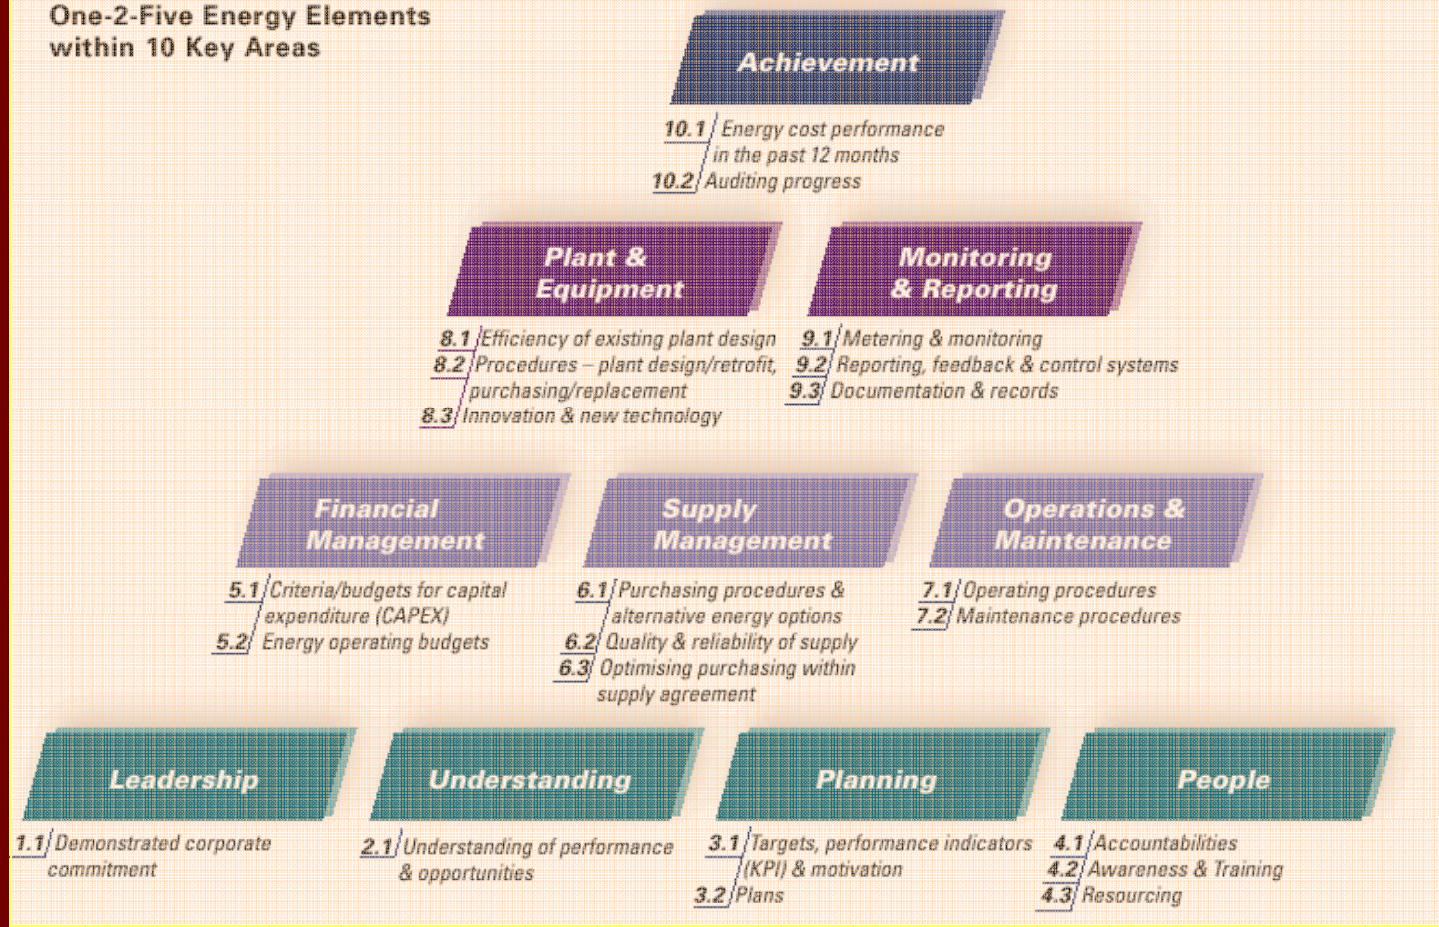 One-2-Five Energy Elements
within 10 Key Areas
Achievement
10.1 Energy cost performance
in the past 12 months
10.2 Auditing progress
Plant &
Equipment
8.1 Efficiency of existing plant design
8.2 Procedures – plant design/retrofit,
purchasing/replacement
8.3 Innovation & new technology
Monitoring
& Reporting
9.1 Metering & monitoring
9.2 Reporting, feedback & control systems
9.3 Documentation & records
Financial
Management
5.1 Criteria/budgets for capital
expenditure (CAPEX)
5.2 Energy operating budgets
Supply
Management
6.1 Purchasing procedures &
alternative energy options
6.2 Quality & reliability of supply
6.3 Optimising purchasing within
supply agreement
Operations &
Maintenance
7.1 Operating procedures
7.2 Maintenance procedures
Leadership
1.1 Demonstrated corporate
commitment
Understanding
2.1 Understanding of performance
& opportunities
Planning
3.1 Targets, performance indicators
(KPI) & motivation
3.2 Plans
People
4.1 Accountabilities
4.2 Awareness & Training
4.3 Resourcing